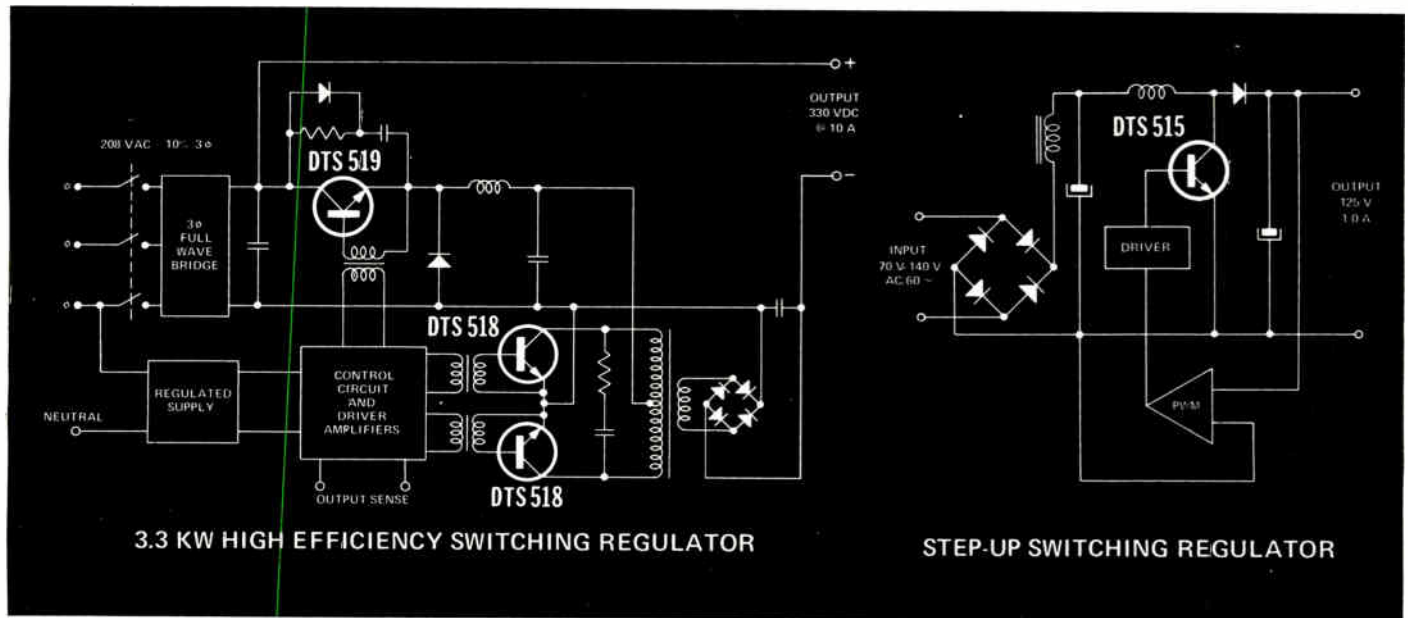 208 VAC - 10% 3ø
3ø
FULL
WAVE
BRIDGE
DTS 519
OUTPUT
330 VDC
@ 10 A
+
−
DTS 518
NEUTRAL
REGULATED
SUPPLY
CONTROL
CIRCUIT
AND
DRIVER
AMPLIFIERS
OUTPUT SENSE
DTS 518
3.3 KW HIGH EFFICIENCY SWITCHING REGULATOR
DTS 515
INPUT
70 V- 140 V
AC 60 ~
DRIVER
OUTPUT
125 V
1.0 A
PWM
STEP-UP SWITCHING REGULATOR